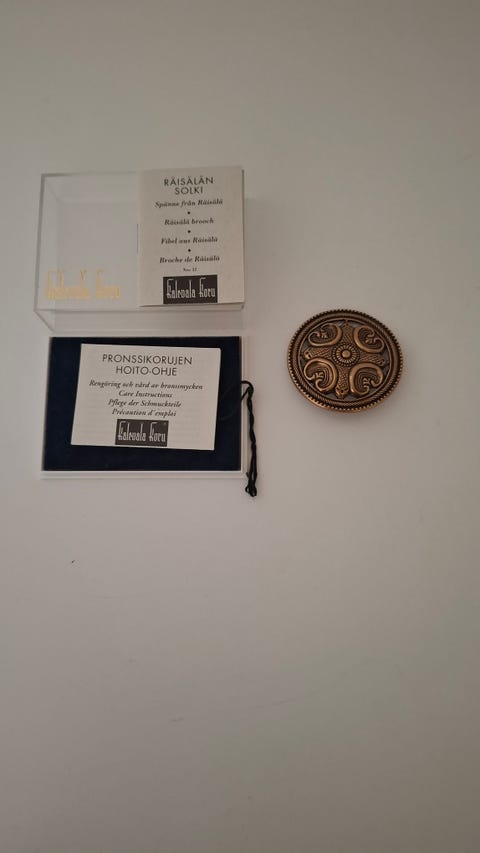 RÄISÄLÄN
SOLKI
Spänne från Räisälä
Räisälä brooch
Fibel aus Räisälä
Broche de Räisälä
Kalevala Koru
Kalevala Koru
PRONSSIKORUJEN
HOITO-OHJE
Rengöring och vård av bronssmycken
Care Instructions
Pflege der Schmuckteile
Précaution d'emploi
Kalevala Koru